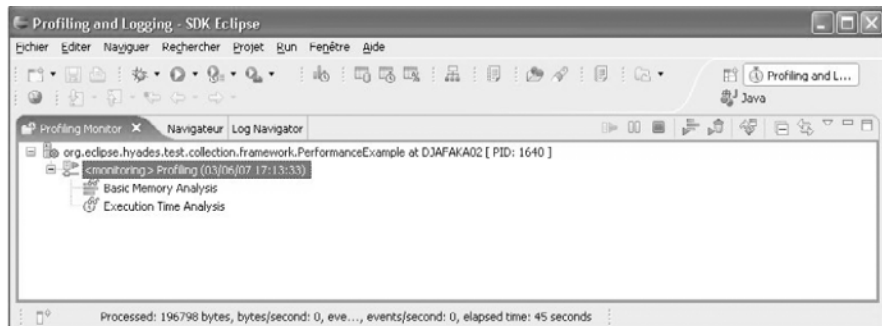 Profiling and Logging - SDK Eclipse
Fichier Editer Naviguer Rechercher Projet Run Fenêtre Aide
Profiling and L...
Java
Profiling Monitor Navigateur Log Navigator
org.eclipse.hyades.test.collection.framework.PerformanceExample at DJAFAKA02 [ PID: 1640 ]
<monitoring> Profiling (03/06/07 17:13:33)
Basic Memory Analysis
Execution Time Analysis
Processed: 196798 bytes, bytes/second: 0, eve..., events/second: 0, elapsed time: 45 seconds